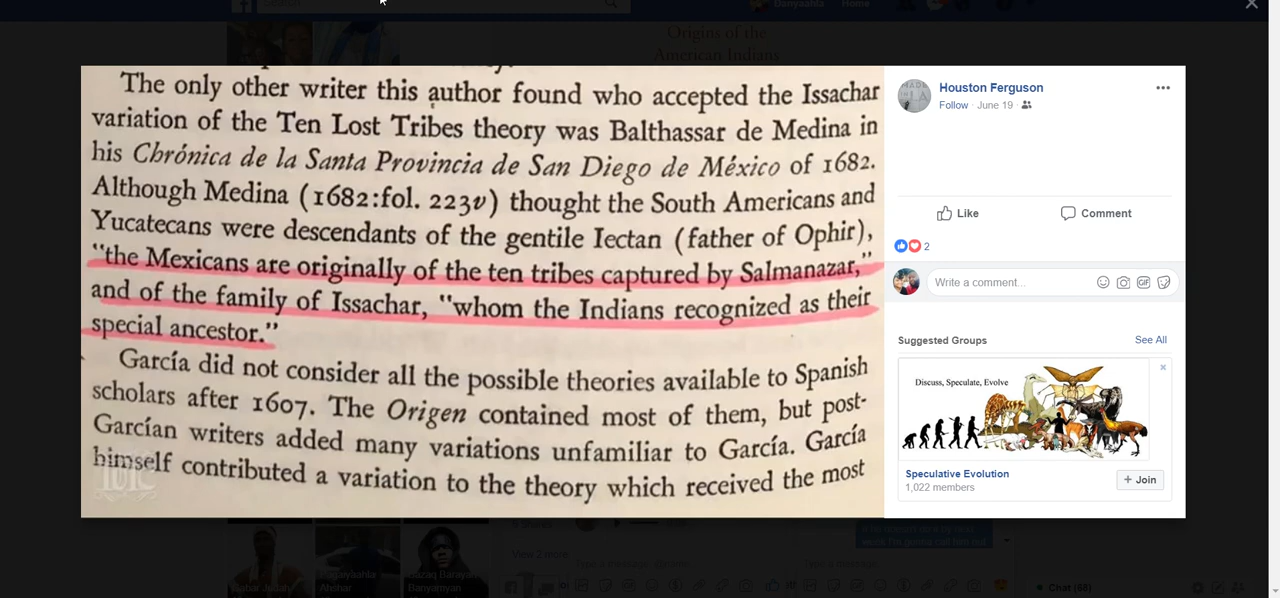 Search
Danyaahla
Home
Origins of the
American Indians
The only other writer this author found who accepted the Issachar
variation of the Ten Lost Tribes theory was Balthassar de Medina in
his Chrónica de la Santa Provincia de San Diego de México of 1682.
Although Medina (1682:fol. 223v) thought the South Americans and
Yucatecans were descendants of the gentile Iectan (father of Ophir),
"the Mexicans are originally of the ten tribes captured by Salmanazar,"
and of the family of Issachar, "whom the Indians recognized as their
special ancestor."
García did not consider all the possible theories available to Spanish
scholars after 1607. The Origen contained most of them, but post-
Garcían writers added many variations unfamiliar to García. García
himself contributed a variation to the theory which received the most
IUIC
Houston Ferguson
Follow · June 19 ·
Like
Comment
2
Write a comment...
GIF
Suggested Groups
See All
Discuss, Speculate, Evolve
Speculative Evolution
1,022 members
+ Join
View 2 more
Chat (68)